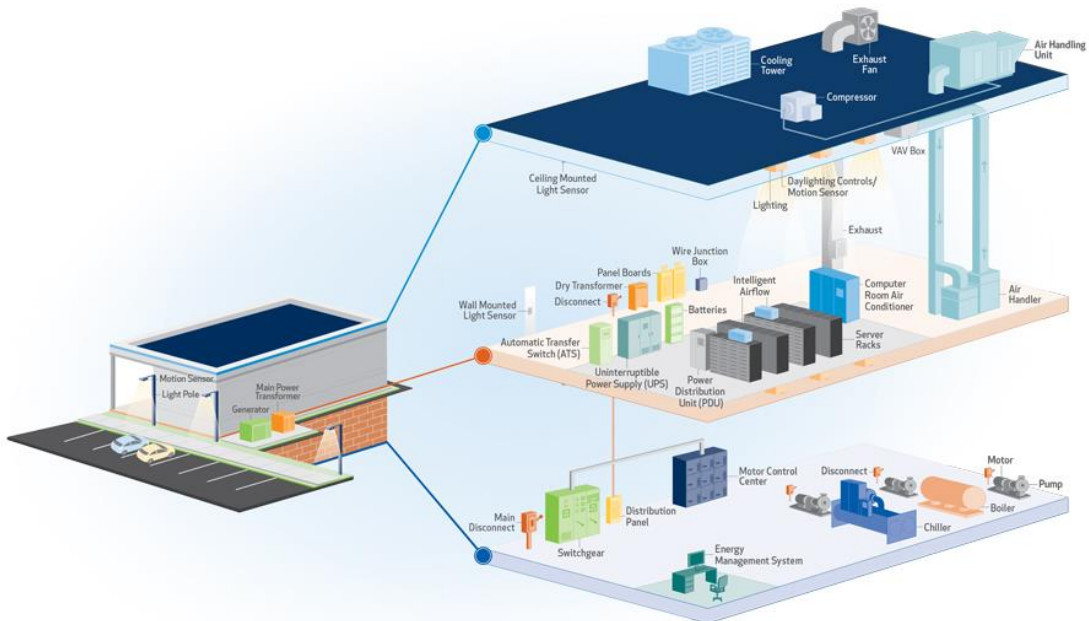 Cooling
Tower
Exhaust
Fan
Air Handling
Unit
Compressor
VAV Box
Ceiling Mounted
Light Sensor
Daylighting Controls/
Motion Sensor
Lighting
Exhaust
Wire Junction
Box
Panel Boards
Dry Transformer
Disconnect
Intelligent
Airflow
Computer
Room Air
Conditioner
Air
Handler
Wall Mounted
Light Sensor
Batteries
Automatic Transfer
Switch (ATS)
Uninterruptible
Power Supply (UPS)
Power
Distribution
Unit (PDU)
Server
Racks
Motion Sensor
Light Pole
Main Power
Transformer
Generator
Motor Control
Center
Disconnect
Motor
Pump
Boiler
Chiller
Main
Disconnect
Switchgear
Distribution
Panel
Energy
Management System